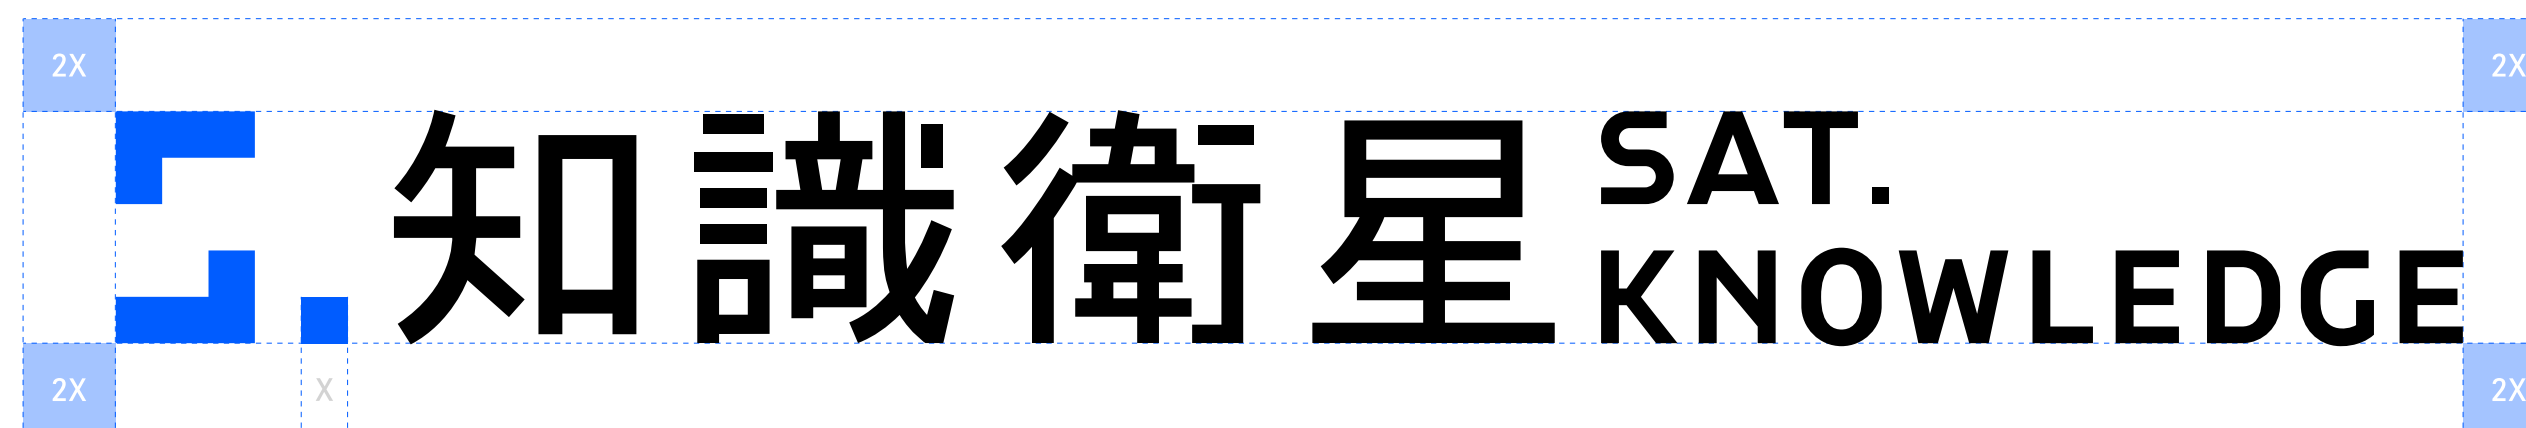 2X 2X
知識衛星 SAT.
KNOWLEDGE
2X X 2X